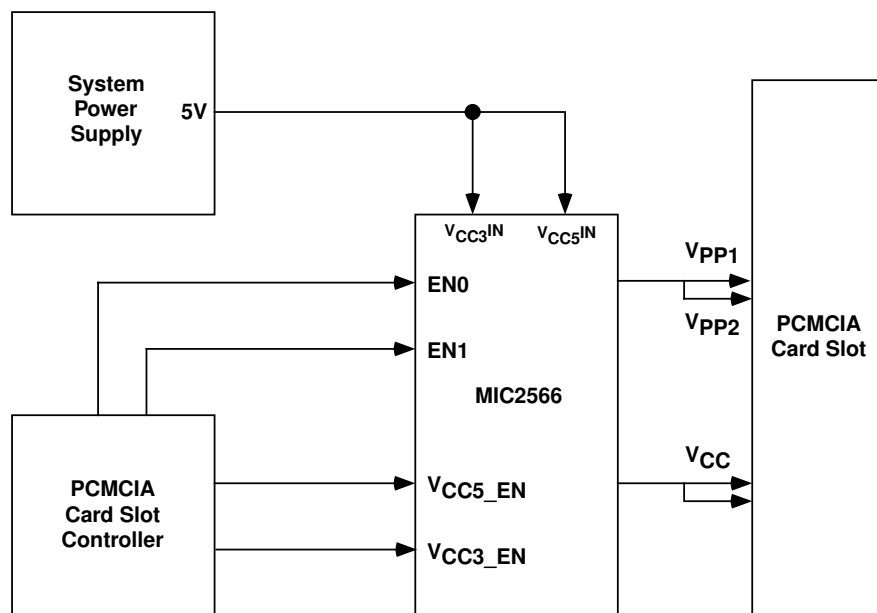 System
Power
Supply
5V
VCC3IN
VCC5IN
EN0
EN1
MIC2566
VCC5_EN
VCC3_EN
PCMCIA
Card Slot
Controller
VPP1
VPP2
VCC
PCMCIA
Card Slot